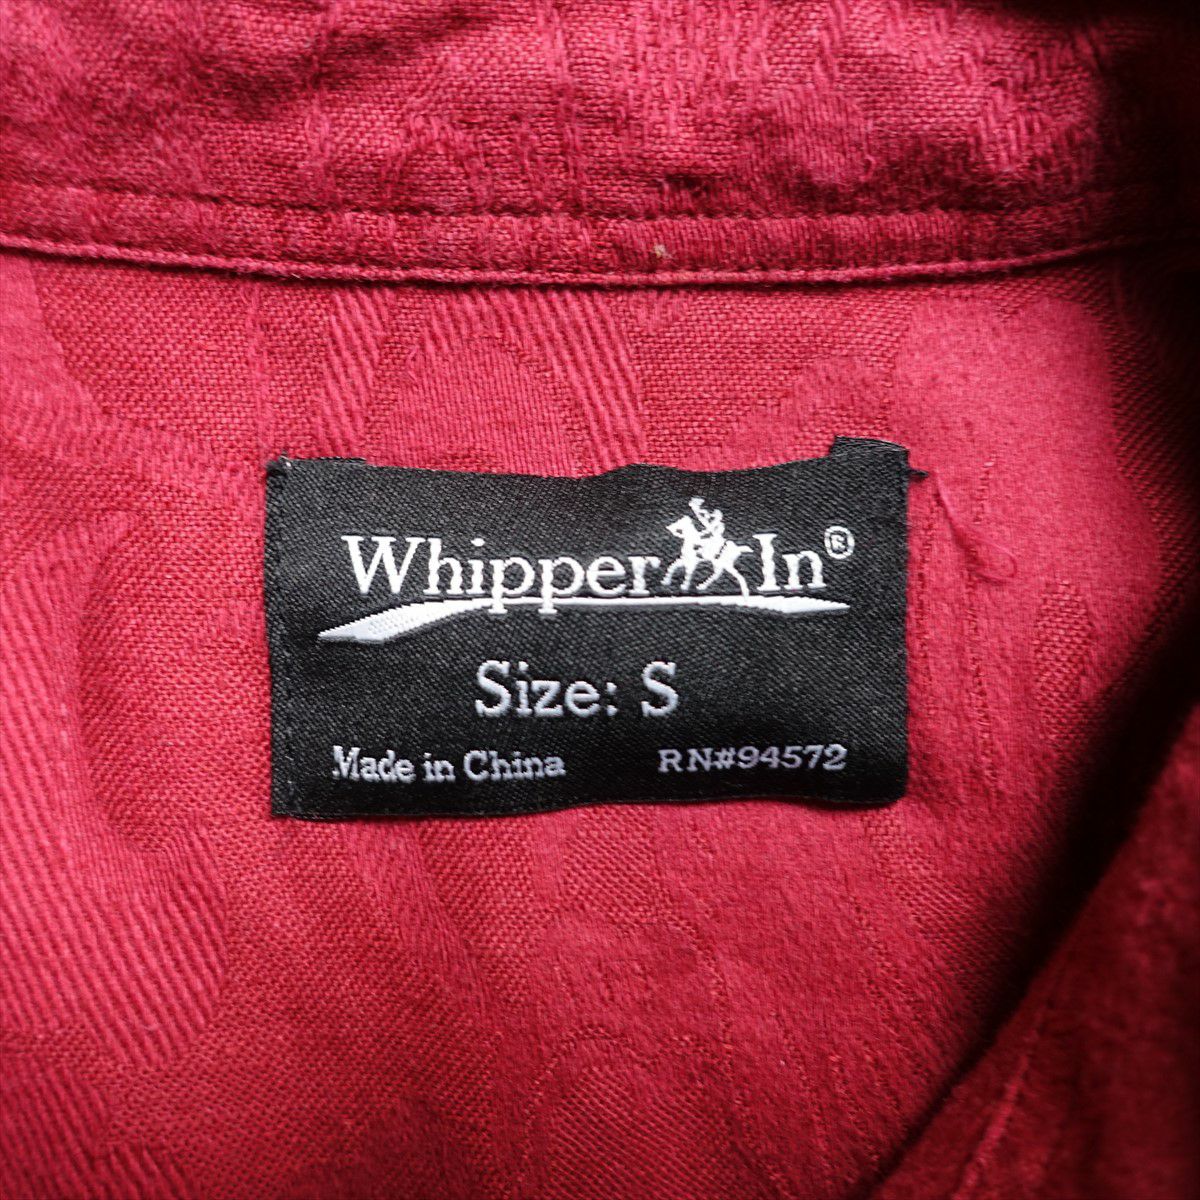 Whipper In®
Size: S
Made in China RN#94572